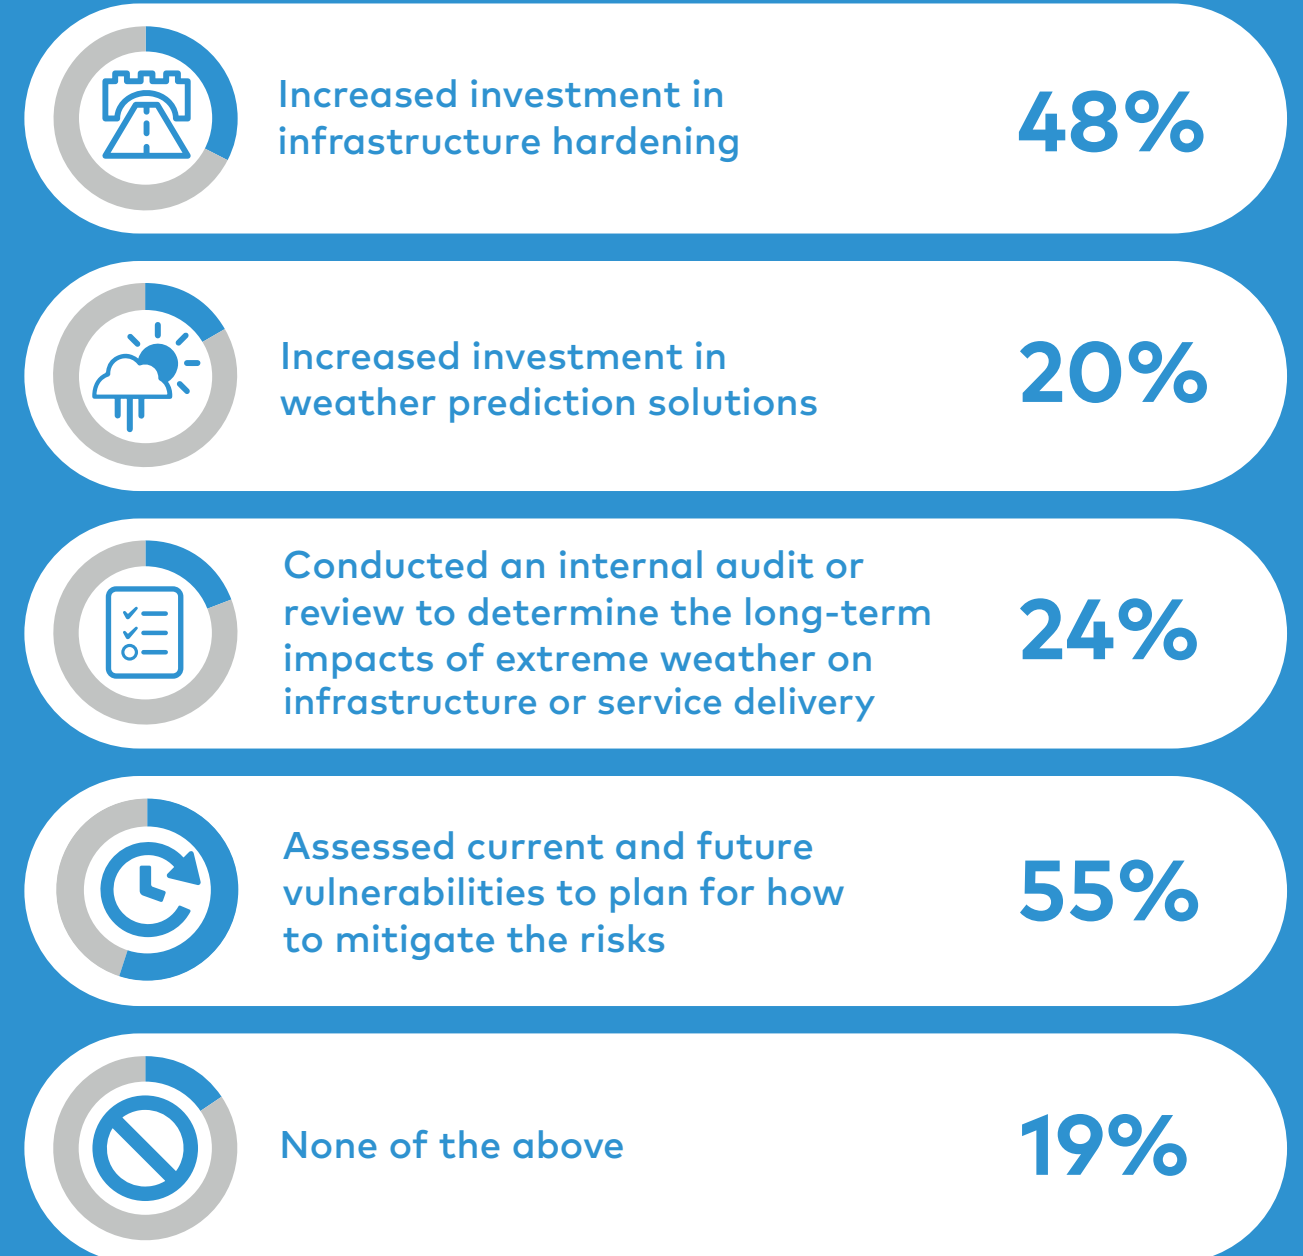 Increased investment in
infrastructure hardening
48%
Increased investment in
weather prediction solutions
20%
Conducted an internal audit or
review to determine the long-term
impacts of extreme weather on
infrastructure or service delivery
24%
Assessed current and future
vulnerabilities to plan for how
to mitigate the risks
55%
None of the above
19%